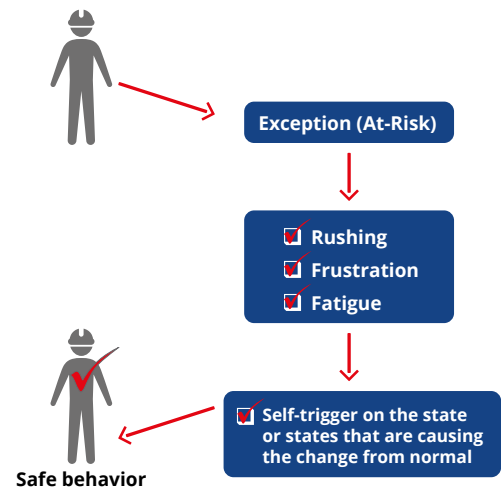 Exception (At-Risk)
Rushing
Frustration
Fatigue
Self-trigger on the state
or states that are causing
the change from normal
Safe behavior